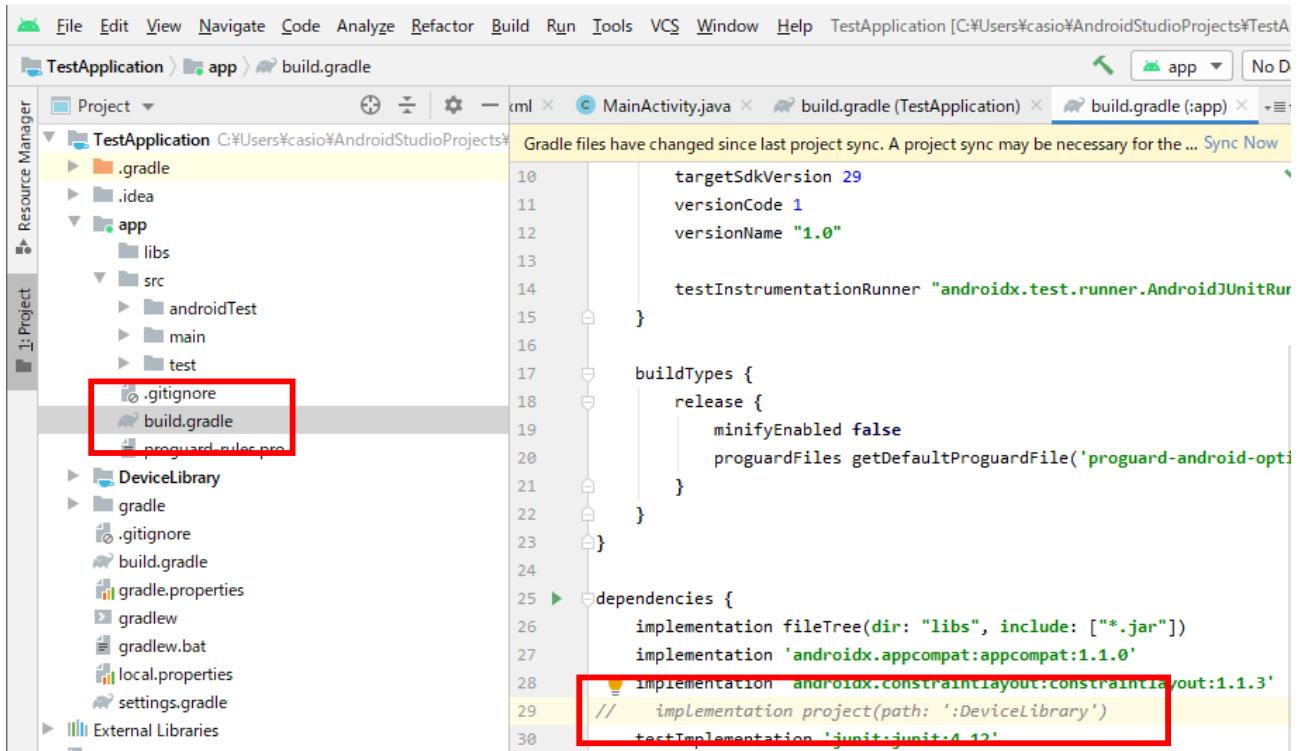 File Edit View Navigate Code Analyze Refactor Build Run Tools VCS Window Help TestApplication [C:¥Users¥casio¥AndroidStudioProjects¥TestA
TestApplication app build.gradle
app No D
Resource Manager
1: Project
Project
TestApplication C:¥Users¥casio¥AndroidStudioProjects¥
.gradle
.idea
app
libs
src
androidTest
main
test
.gitignore
build.gradle
proguard-rules.pro
DeviceLibrary
gradle
.gitignore
build.gradle
gradle.properties
gradlew
gradlew.bat
local.properties
settings.gradle
External Libraries
xml MainActivity.java build.gradle (TestApplication) build.gradle (:app)
Gradle files have changed since last project sync. A project sync may be necessary for the ... Sync Now
10 targetSdkVersion 29
11 versionCode 1
12 versionName "1.0"
13
14 testInstrumentationRunner "androidx.test.runner.AndroidJUnitRun
15 }
16
17 buildTypes {
18 release {
19 minifyEnabled false
20 proguardFiles getDefaultProguardFile('proguard-android-opti
21 }
22 }
23 }
24
25 dependencies {
26 implementation fileTree(dir: "libs", include: ["*.jar"])
27 implementation 'androidx.appcompat:appcompat:1.1.0'
28 implementation 'androidx.constraintlayout:constraintlayout:1.1.3'
29 // implementation project(path: ':DeviceLibrary')
30 testImplementation 'junit:junit:4.12'